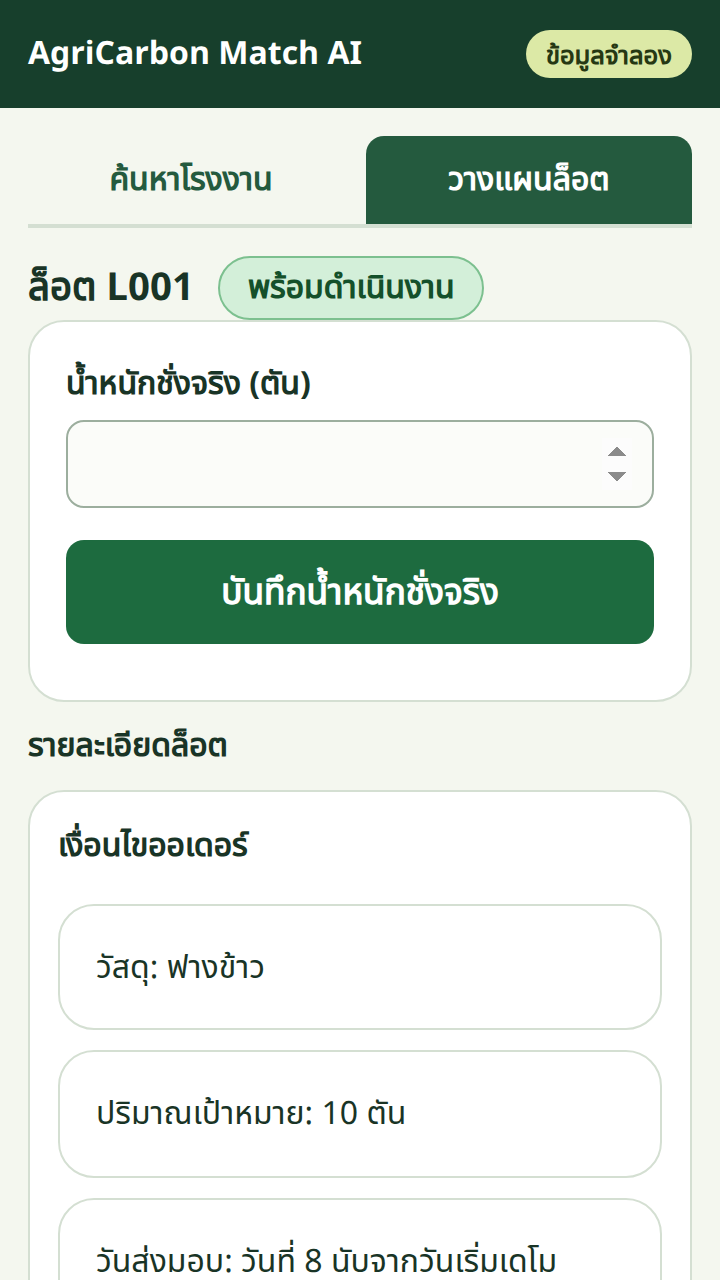 AgriCarbon Match AI
ข้อมูลจำลอง
ค้นหาโรงงาน
วางแผนล็อต
ล็อต L001
พร้อมดำเนินงาน
น้ำหนักชั่งจริง (ตัน)
บันทึกน้ำหนักชั่งจริง
รายละเอียดล็อต
เงื่อนไขออเดอร์
วัสดุ: ฟางข้าว
ปริมาณเป้าหมาย: 10 ตัน
วันส่งมอบ: วันที่ 8 นับจากวันเริ่มเดโม